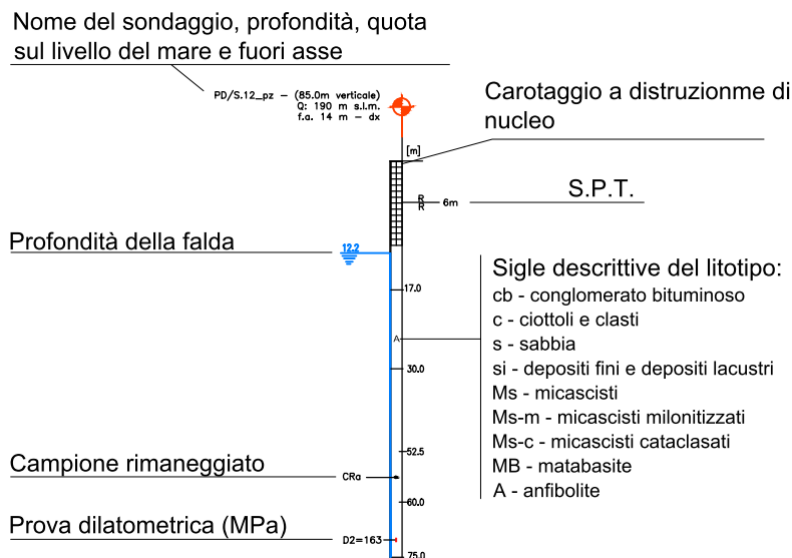 Nome del sondaggio, profondità, quota
sul livello del mare e fuori asse
PD/S.12_pz – (85.0m verticale)
Q: 190 m s.l.m.
f.a. 14 m – dx
Carotaggio a distruzionme di
nucleo
[m]
S.P.T.
R
R
6m
Profondità della falda
12.2
17.0
Sigle descrittive del litotipo:
cb - conglomerato bituminoso
c - ciottoli e clasti
s - sabbia
si - depositi fini e depositi lacustri
Ms - micascisti
Ms-m - micascisti milonitizzati
Ms-c - micascisti cataclasati
MB - matabasite
A - anfibolite
A
30.0
52.5
Campione rimaneggiato
CRa
60.0
Prova dilatometrica (MPa)
D2=163
75.0